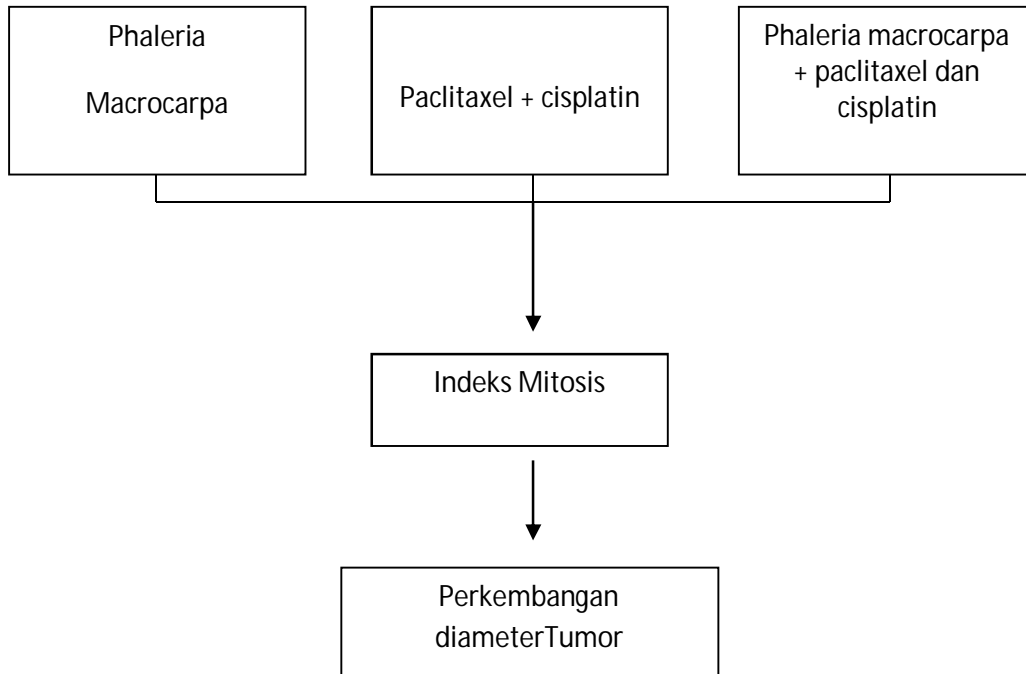 Phaleria
Macrocarpa
Paclitaxel + cisplatin
Phaleria macrocarpa
+ paclitaxel dan
cisplatin
Indeks Mitosis
Perkembangan
diameterTumor